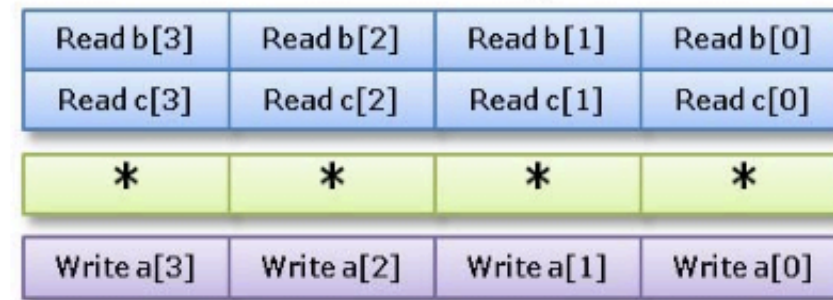 Read b[3] Read b[2] Read b[1] Read b[0]
Read c[3] Read c[2] Read c[1] Read c[0]
* * * *
Write a[3] Write a[2] Write a[1] Write a[0]